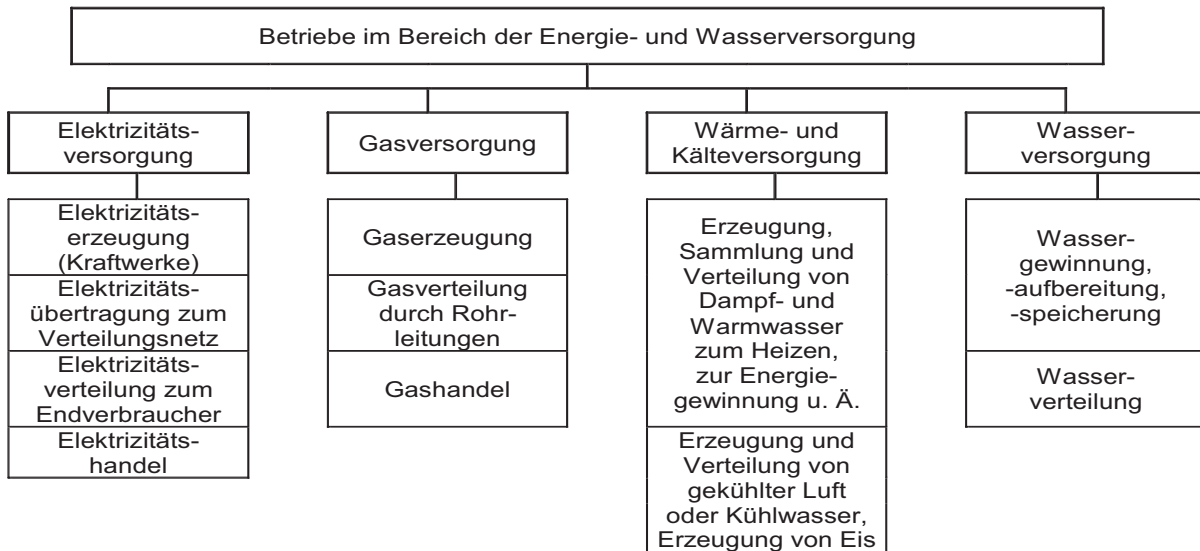 Betriebe im Bereich der Energie- und Wasserversorgung
Elektrizitäts-
versorgung
Gasversorgung
Wärme- und
Kälteversorgung
Wasser-
versorgung
Elektrizitäts-
erzeugung
(Kraftwerke)
Elektrizitäts-
übertragung zum
Verteilungsnetz
Elektrizitäts-
verteilung zum
Endverbraucher
Elektrizitäts-
handel
Gaserzeugung
Gasverteilung
durch Rohr-
leitungen
Gashandel
Erzeugung,
Sammlung und
Verteilung von
Dampf- und
Warmwasser
zum Heizen,
zur Energie-
gewinnung u. Ä.
Erzeugung und
Verteilung von
gekühlter Luft
oder Kühlwasser,
Erzeugung von Eis
Wasser-
gewinnung,
-aufbereitung,
-speicherung
Wasser-
verteilung